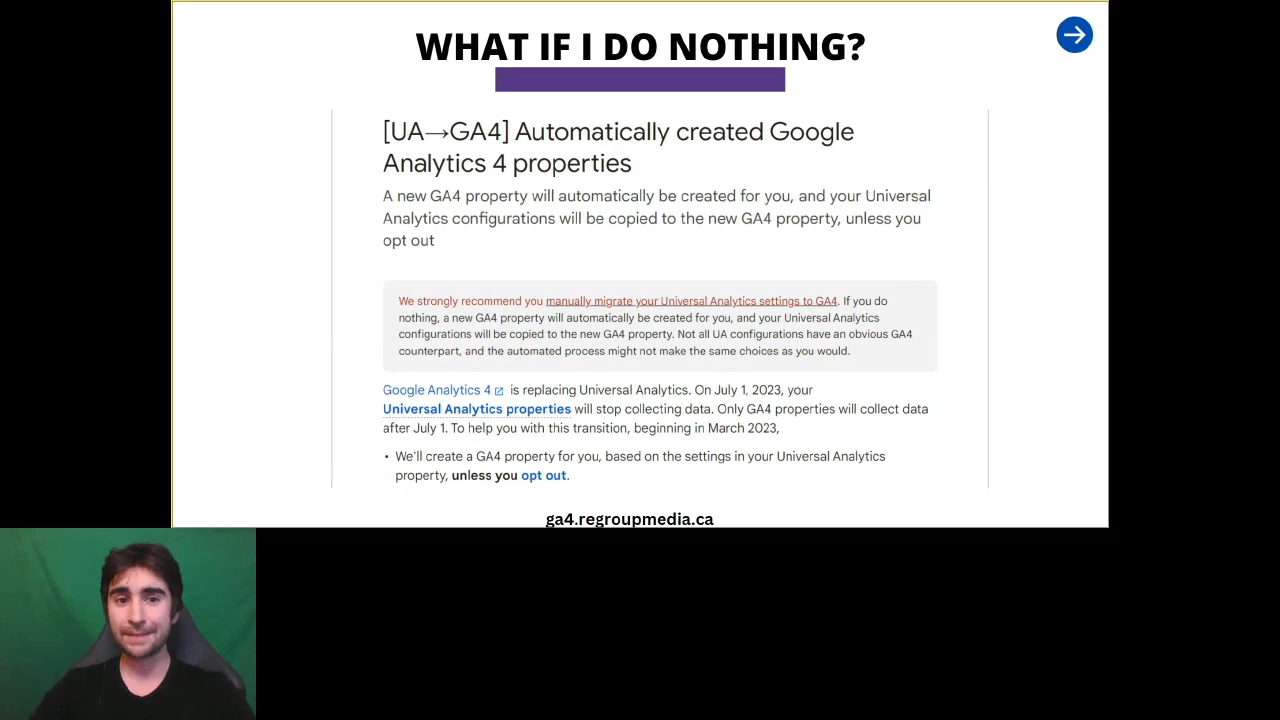 WHAT IF I DO NOTHING?
[UA→GA4] Automatically created Google
Analytics 4 properties
A new GA4 property will automatically be created for you, and your Universal
Analytics configurations will be copied to the new GA4 property, unless you
opt out
We strongly recommend you manually migrate your Universal Analytics settings to GA4. If you do
nothing, a new GA4 property will automatically be created for you, and your Universal Analytics
configurations will be copied to the new GA4 property. Not all UA configurations have an obvious GA4
counterpart, and the automated process might not make the same choices as you would.
Google Analytics 4 is replacing Universal Analytics. On July 1, 2023, your
Universal Analytics properties will stop collecting data. Only GA4 properties will collect data
after July 1. To help you with this transition, beginning in March 2023,
• We'll create a GA4 property for you, based on the settings in your Universal Analytics
property, unless you opt out.
ga4.regroupmedia.ca